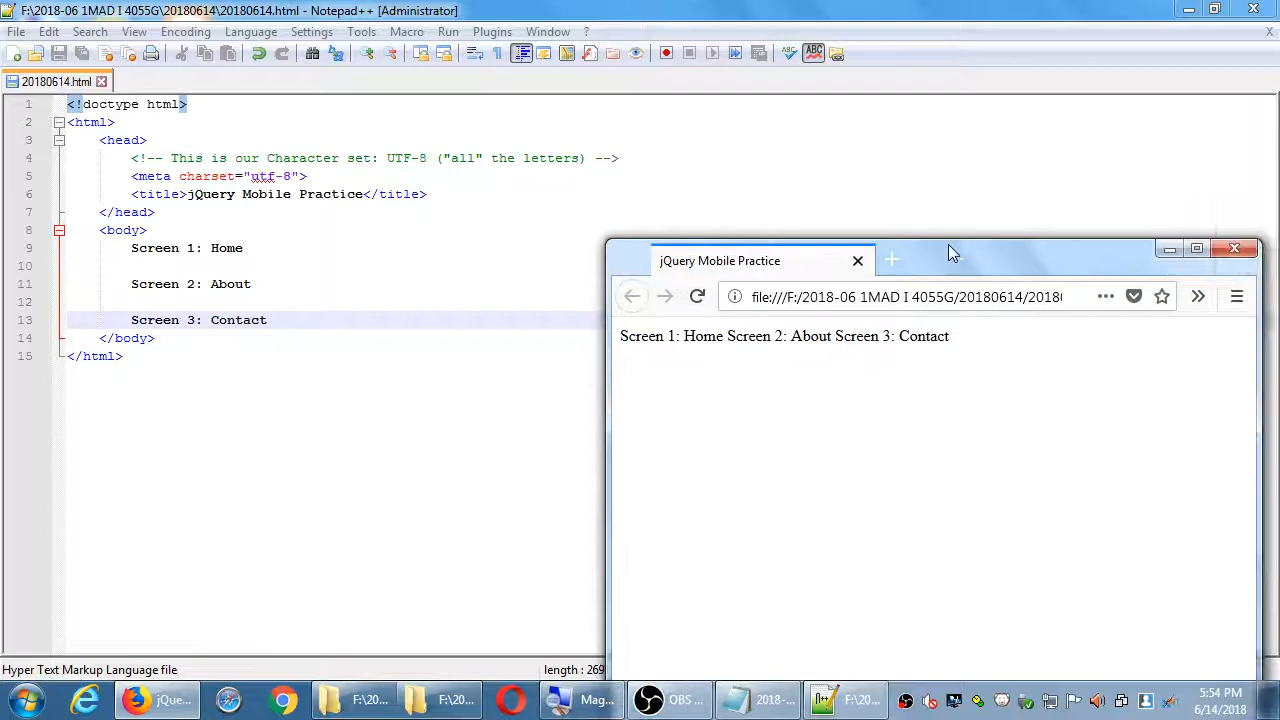 F:\2018-06 1MAD I 4055G\20180614\20180614.html - Notepad++ [Administrator]
File Edit Search View Encoding Language Settings Tools Macro Run Plugins Window ? X
20180614.html
1 <!doctype html>
2 <html>
3 <head>
4 <!-- This is our Character set: UTF-8 ("all" the letters) -->
5 <meta charset="utf-8">
6 <title>jQuery Mobile Practice</title>
7 </head>
8 <body>
9 Screen 1: Home
10
11 Screen 2: About
12
13 Screen 3: Contact
14 </body>
15 </html>
jQuery Mobile Practice
file:///F:/2018-06 1MAD I 4055G/20180614/2018
Screen 1: Home Screen 2: About Screen 3: Contact
Hyper Text Markup Language file length : 269
jQue... F:\20... F:\20... Mag... OBS ... 2018-... F:\20...
5:54 PM
6/14/2018